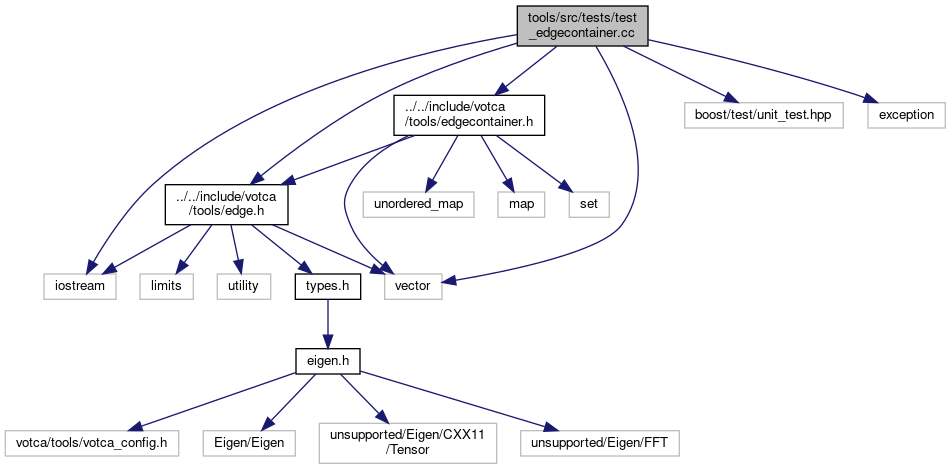 tools/src/tests/test
_edgecontainer.cc
../../include/votca
/tools/edgecontainer.h
boost/test/unit_test.hpp
exception
../../include/votca
/tools/edge.h
unordered_map
map
set
iostream
limits
utility
types.h
vector
eigen.h
votca/tools/votca_config.h
Eigen/Eigen
unsupported/Eigen/CXX11
/Tensor
unsupported/Eigen/FFT